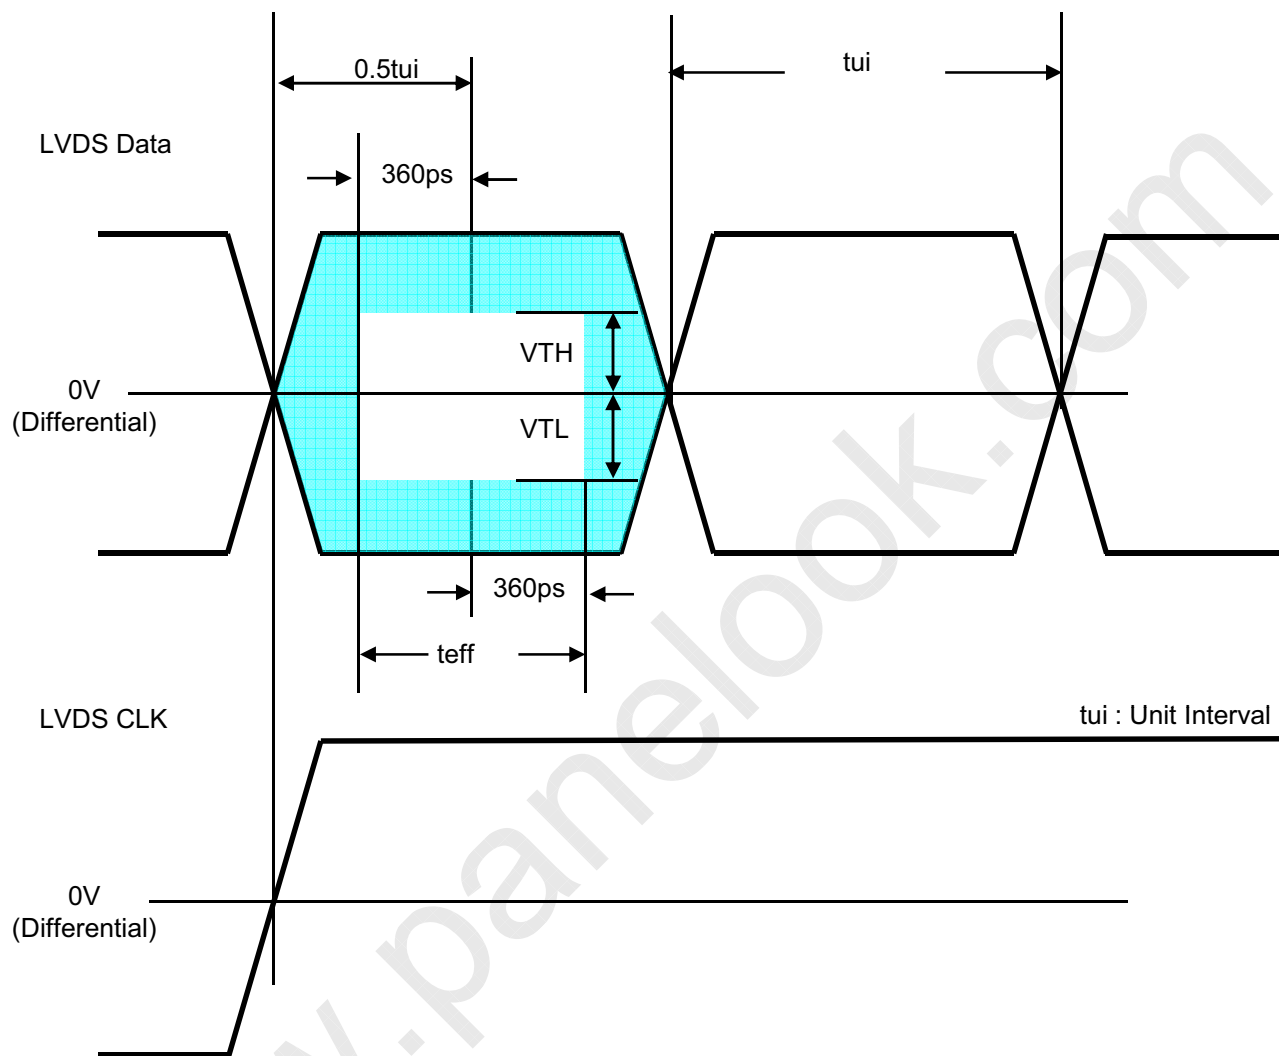 0.5tui
tui
LVDS Data
360ps
VTH
0V
(Differential)
VTL
360ps
teff
LVDS CLK
tui : Unit Interval
0V
(Differential)
w.panelook.com